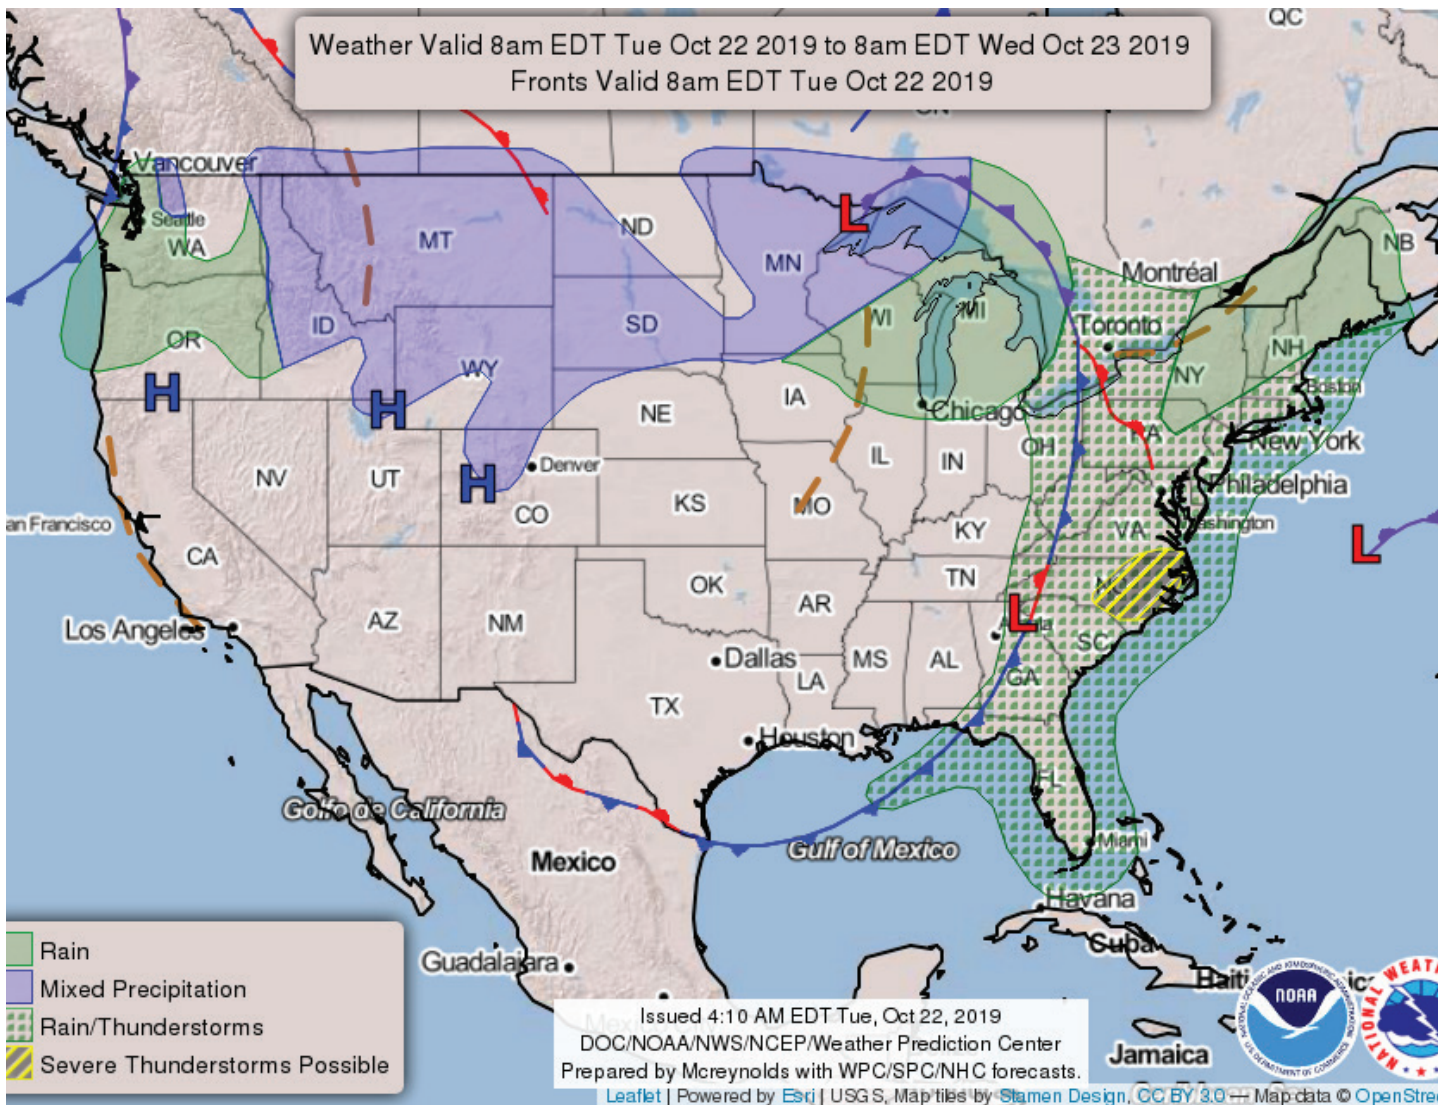 QC
Weather Valid 8am EDT Tue Oct 22 2019 to 8am EDT Wed Oct 23 2019
Fronts Valid 8am EDT Tue Oct 22 2019
Vancouver
Seattle
WA
MT
ND
MN
L
NB
Montréal
OR
ID
SD
WY
WI
MI
Toronto
NY
NH
Boston
H
H
H
NE
IA
Chicago
OH
PA
New York
NV
UT
Denver
CO
KS
MO
IL
IN
KY
VA
Philadelphia
an Francisco
CA
ashington
L
OK
TN
AR
AZ
NM
L
SC
Los Angeles
Dallas
MS
AL
GA
LA
TX
Houston
FL
Golfo de California
Gulf of Mexico
Miami
Mexico
Havana
Cuba
Guadalajara
Haiti
Jamaica
Rain
Mixed Precipitation
Rain/Thunderstorms
Severe Thunderstorms Possible
Issued 4:10 AM EDT Tue, Oct 22, 2019
DOC/NOAA/NWS/NCEP/Weather Prediction Center
Prepared by Mcreynolds with WPC/SPC/NHC forecasts.
NOAA
NATIONAL WEAT
Leaflet | Powered by Esri | USGS, Map tiles by Stamen Design, CC BY 3.0 — Map data © OpenStre